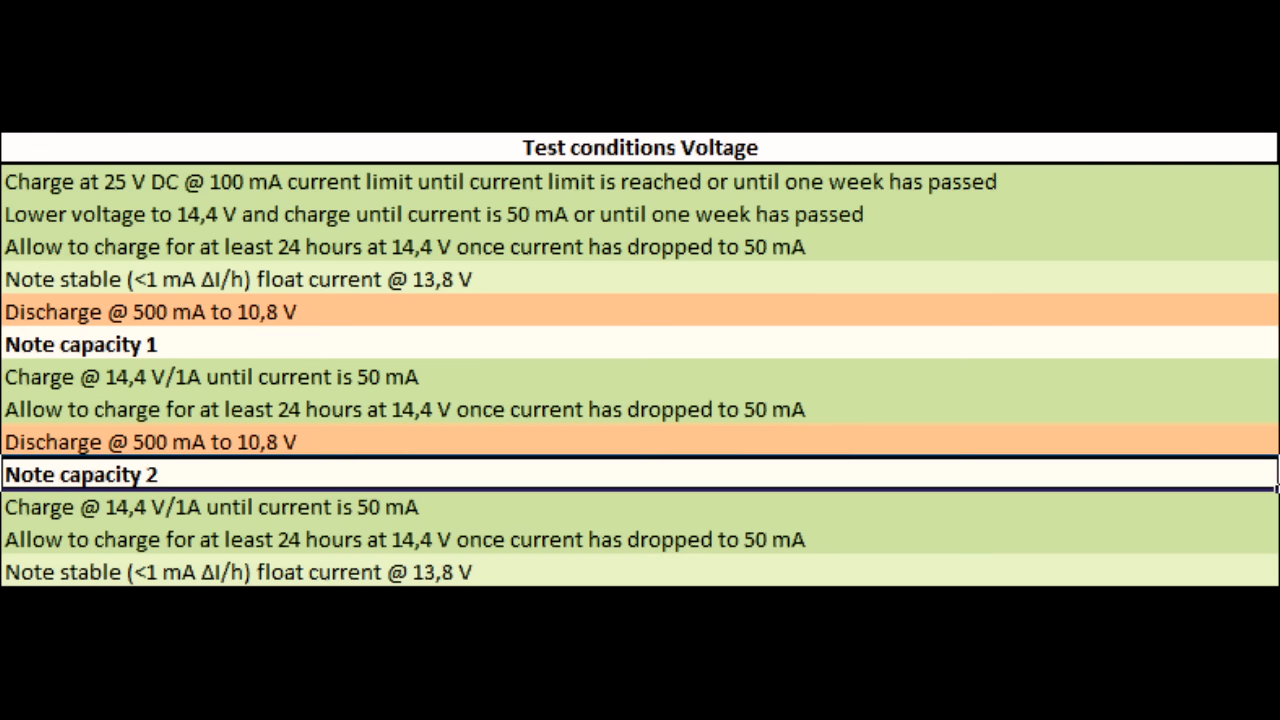 Test conditions Voltage
Charge at 25 V DC @ 100 mA current limit until current limit is reached or until one week has passed
Lower voltage to 14,4 V and charge until current is 50 mA or until one week has passed
Allow to charge for at least 24 hours at 14,4 V once current has dropped to 50 mA
Note stable (<1 mA ΔI/h) float current @ 13,8 V
Discharge @ 500 mA to 10,8 V
Note capacity 1
Charge @ 14,4 V/1A until current is 50 mA
Allow to charge for at least 24 hours at 14,4 V once current has dropped to 50 mA
Discharge @ 500 mA to 10,8 V
Note capacity 2
Charge @ 14,4 V/1A until current is 50 mA
Allow to charge for at least 24 hours at 14,4 V once current has dropped to 50 mA
Note stable (<1 mA ΔI/h) float current @ 13,8 V